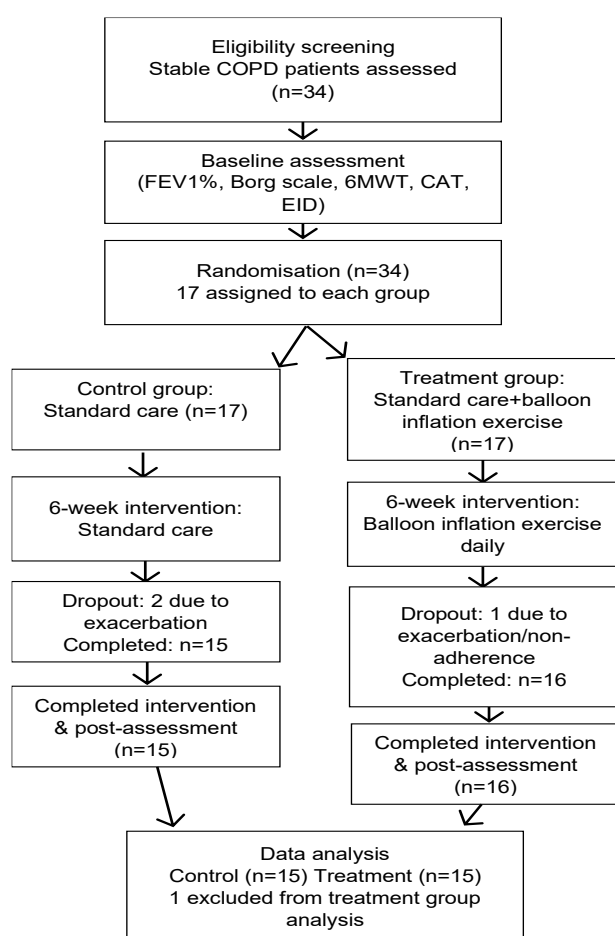 Eligibility screening
Stable COPD patients assessed
(n=34)
Baseline assessment
(FEV1%, Borg scale, 6MWT, CAT,
EID)
Randomisation (n=34)
17 assigned to each group
Control group:
Standard care (n=17)
Treatment group:
Standard care+balloon
inflation exercise
(n=17)
6-week intervention:
Standard care
6-week intervention:
Balloon inflation exercise
daily
Dropout: 2 due to
exacerbation
Completed: n=15
Dropout: 1 due to
exacerbation/non-
adherence
Completed: n=16
Completed intervention
& post-assessment
(n=15)
Completed intervention
& post-assessment
(n=16)
Data analysis
Control (n=15) Treatment (n=15)
1 excluded from treatment group
analysis